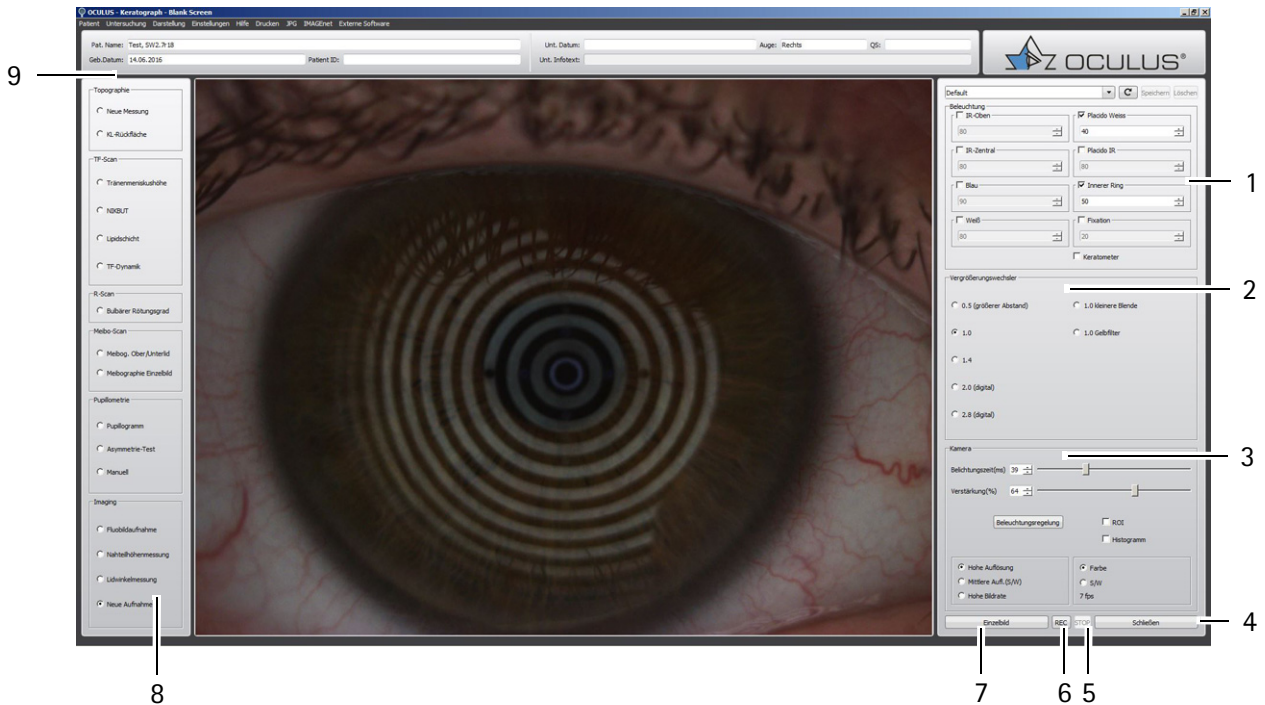 OCULUS - Keratograph - Blank Screen
Patient Untersuchung Darstellung Einstellungen Hilfe Drucken JPG IMAGEnet Externe Software
Pat. Name: Test, SW2.7r18
Unt. Datum:
Auge: Rechts
QS:
Geb.Datum: 14.06.2016
Patient ID:
Unt. Infotext:
OCULUS®
9
Topographie
Neue Messung
KL-Rückfläche
TF-Scan
Tränenmeniskushöhe
NIKBUT
Lipidschicht
TF-Dynamik
R-Scan
Bulbärer Rötungsgrad
Meibo-Scan
Meibog. Ober/Unterlid
Meibographie Einzelbild
Pupillometrie
Pupillogramm
Asymmetrie-Test
Manuell
Imaging
Fluobildaufnahme
Nahteilhöhenmessung
Lidwinkelmessung
Neue Aufnahme
8
Default
Speichern Löschen
Beleuchtung
IR-Oben
80
Placido Weiss
40
IR-Zentral
80
Placido IR
80
1
Blau
90
Innerer Ring
50
Weiß
80
Fixation
20
Keratometer
Vergrößerungswechsler
2
0.5 (größerer Abstand)
1.0 kleinere Blende
1.0
1.0 Gelbfilter
1.4
2.0 (digital)
2.8 (digital)
Kamera
3
Belichtungszeit(ms) 39
Verstärkung(%) 64
Beleuchtungsregelung
ROI
Histogramm
Hohe Auflösung
Farbe
Mittlere Aufl.(S/W)
S/W
Hohe Bildrate
7 fps
Einzelbild REC STOP Schließen
4
7
6
5